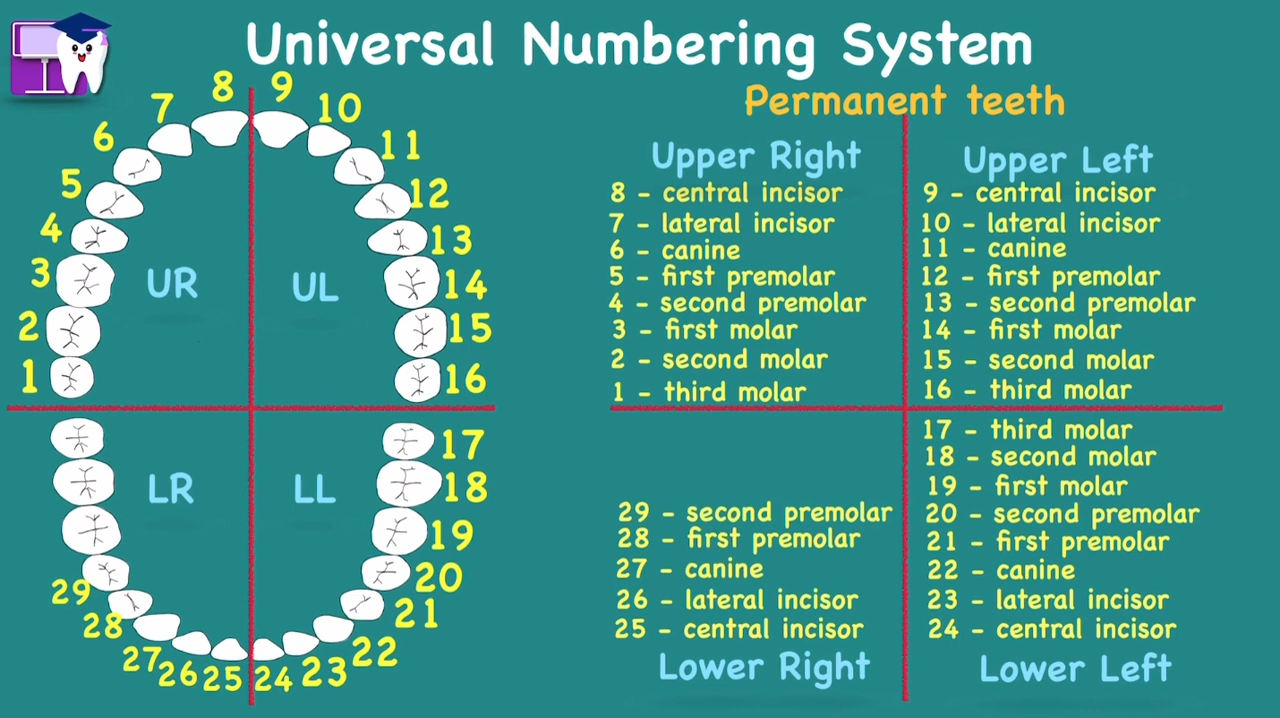 Universal Numbering System
Permanent teeth
8 9
7 10
6 11
5 12
4 13
3 14
2 15
1 16
UR UL
LR LL
17
18
19
29 20
28 21
27 26 25 24 23 22
Upper Right
8 - central incisor
7 - lateral incisor
6 - canine
5 - first premolar
4 - second premolar
3 - first molar
2 - second molar
1 - third molar
Upper Left
9 - central incisor
10 - lateral incisor
11 - canine
12 - first premolar
13 - second premolar
14 - first molar
15 - second molar
16 - third molar
29 - second premolar
28 - first premolar
27 - canine
26 - lateral incisor
25 - central incisor
Lower Right
17 - third molar
18 - second molar
19 - first molar
20 - second premolar
21 - first premolar
22 - canine
23 - lateral incisor
24 - central incisor
Lower Left